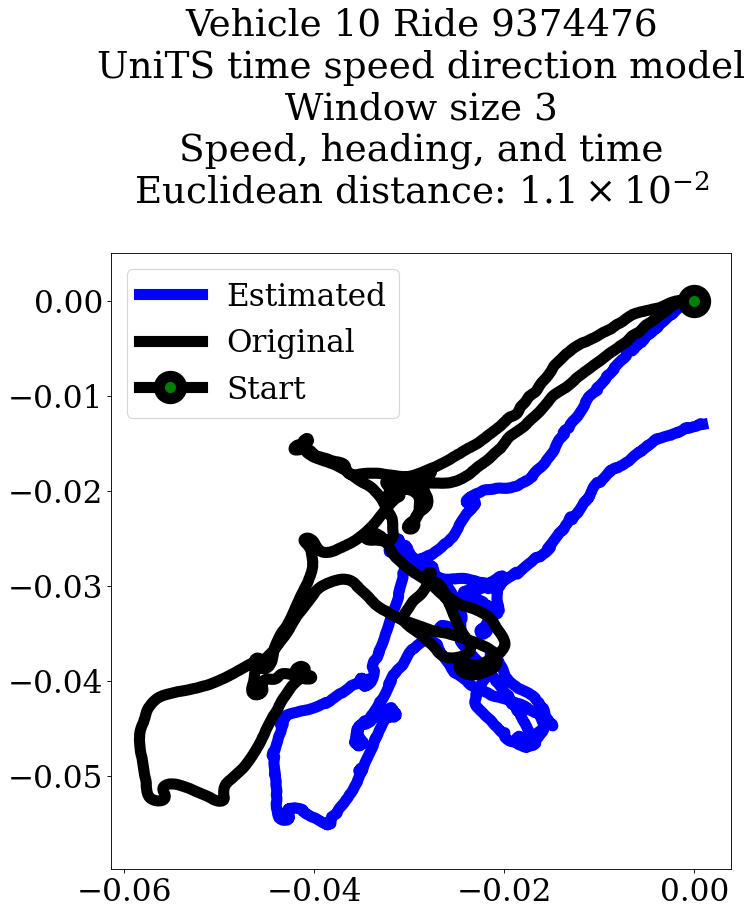 Vehicle 10 Ride 9374476
UniTS time speed direction model
Window size 3
Speed, heading, and time
Euclidean distance: 1.1 × 10⁻²
Estimated
Original
Start
0.00
−0.01
−0.02
−0.03
−0.04
−0.05
−0.06 −0.04 −0.02 0.00